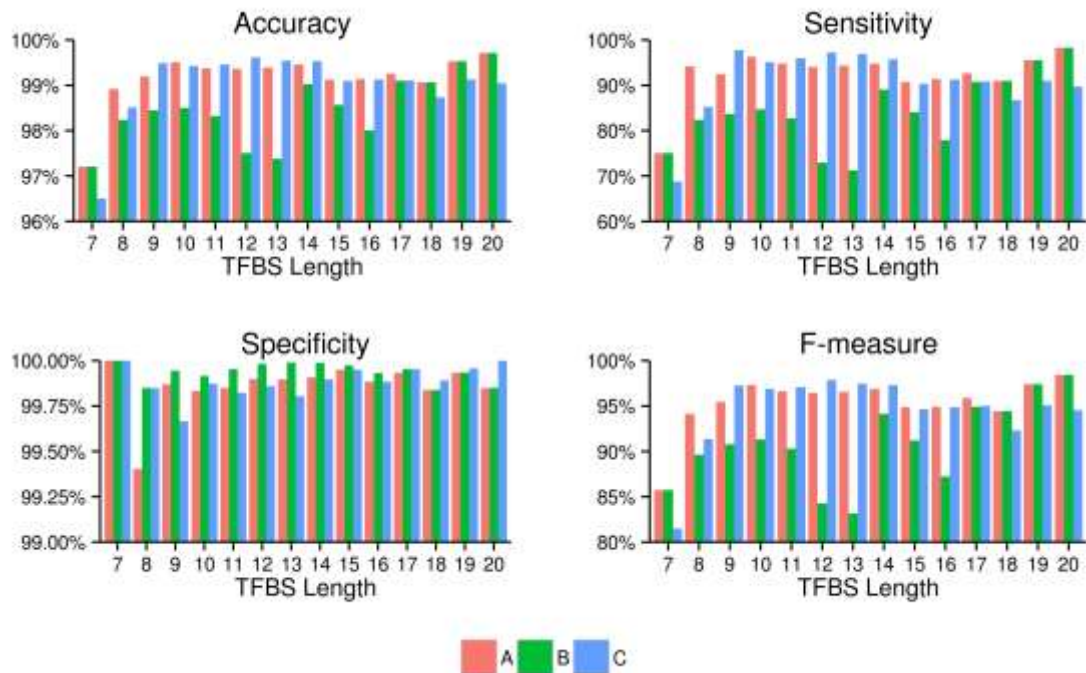 Accuracy
100%
99%
98%
97%
96%
7 8 9 10 11 12 13 14 15 16 17 18 19 20
TFBS Length
Sensitivity
100%
90%
80%
70%
60%
7 8 9 10 11 12 13 14 15 16 17 18 19 20
TFBS Length
Specificity
100.00%
99.75%
99.50%
99.25%
99.00%
7 8 9 10 11 12 13 14 15 16 17 18 19 20
TFBS Length
F-measure
100%
95%
90%
85%
80%
7 8 9 10 11 12 13 14 15 16 17 18 19 20
TFBS Length
A B C